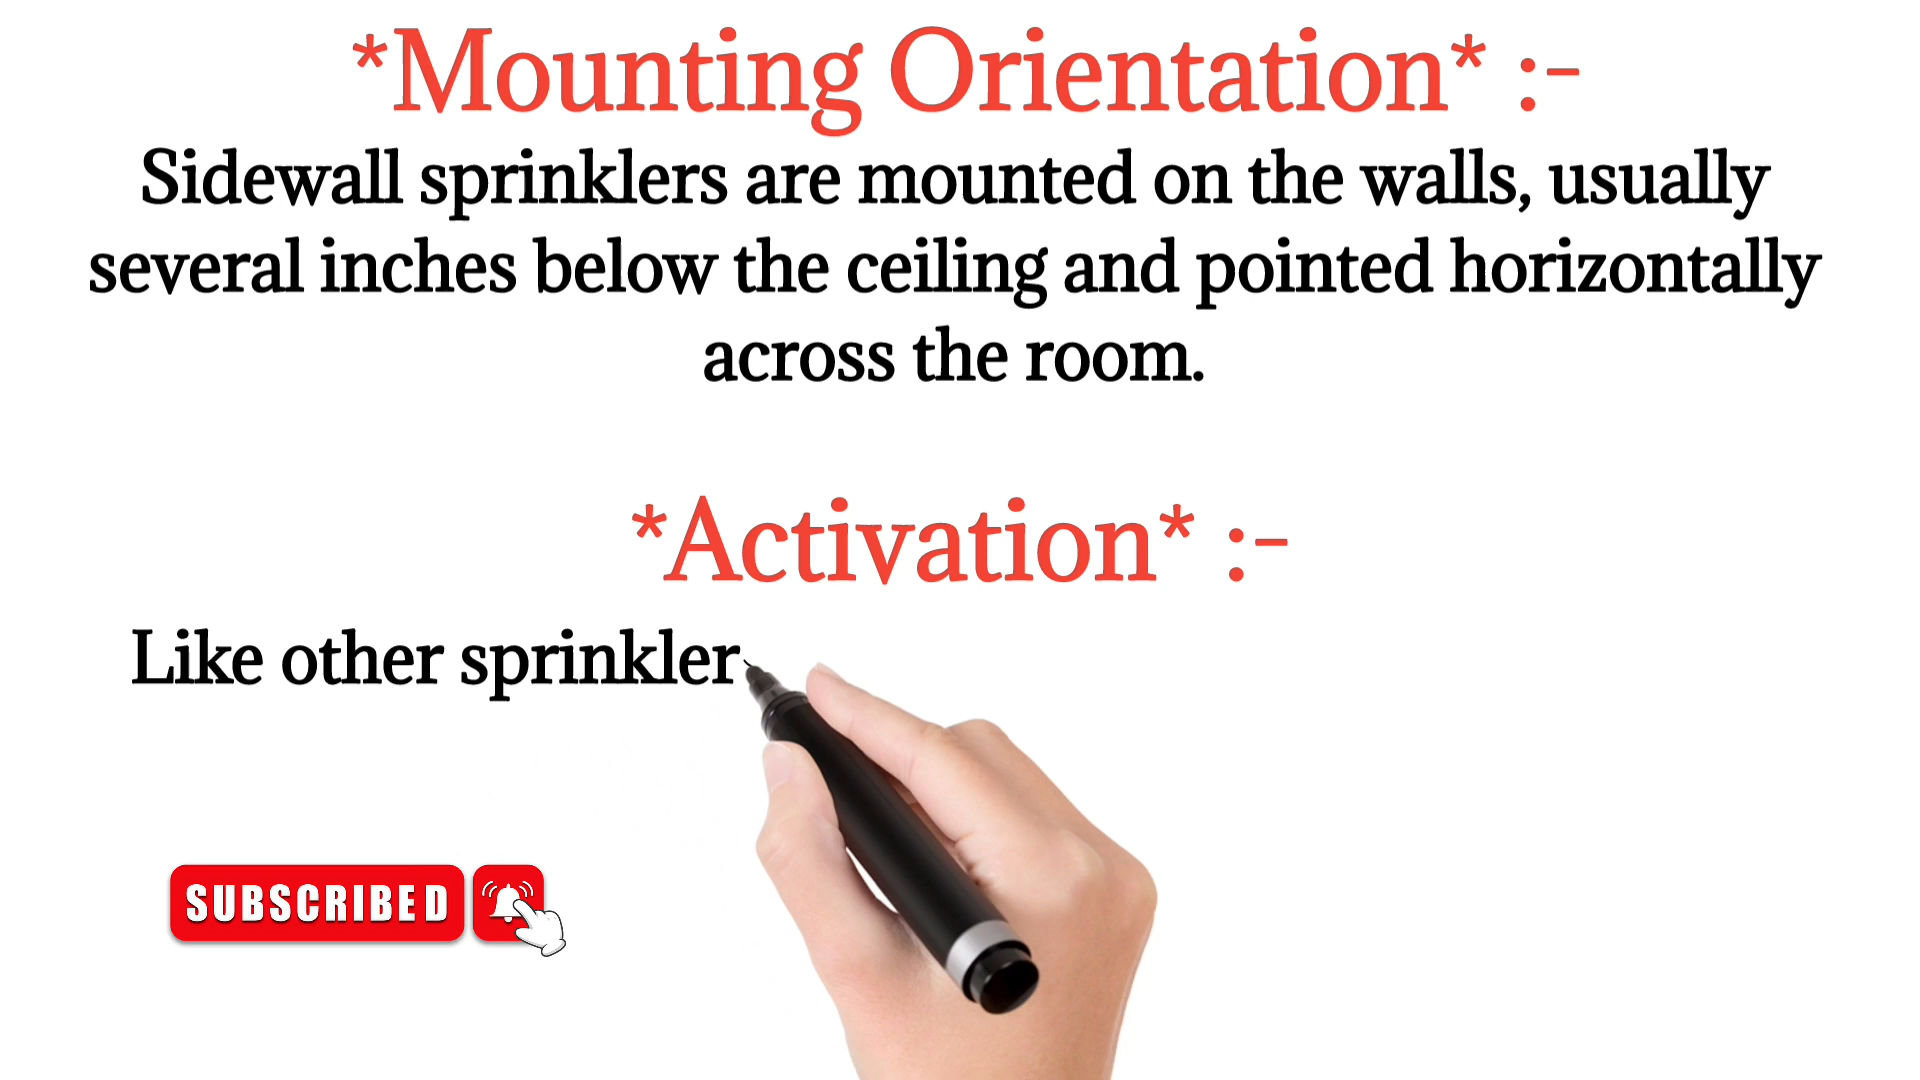 *Mounting Orientation* :-
Sidewall sprinklers are mounted on the walls, usually
several inches below the ceiling and pointed horizontally
across the room.
*Activation* :-
Like other sprinkler
SUBSCRIBED